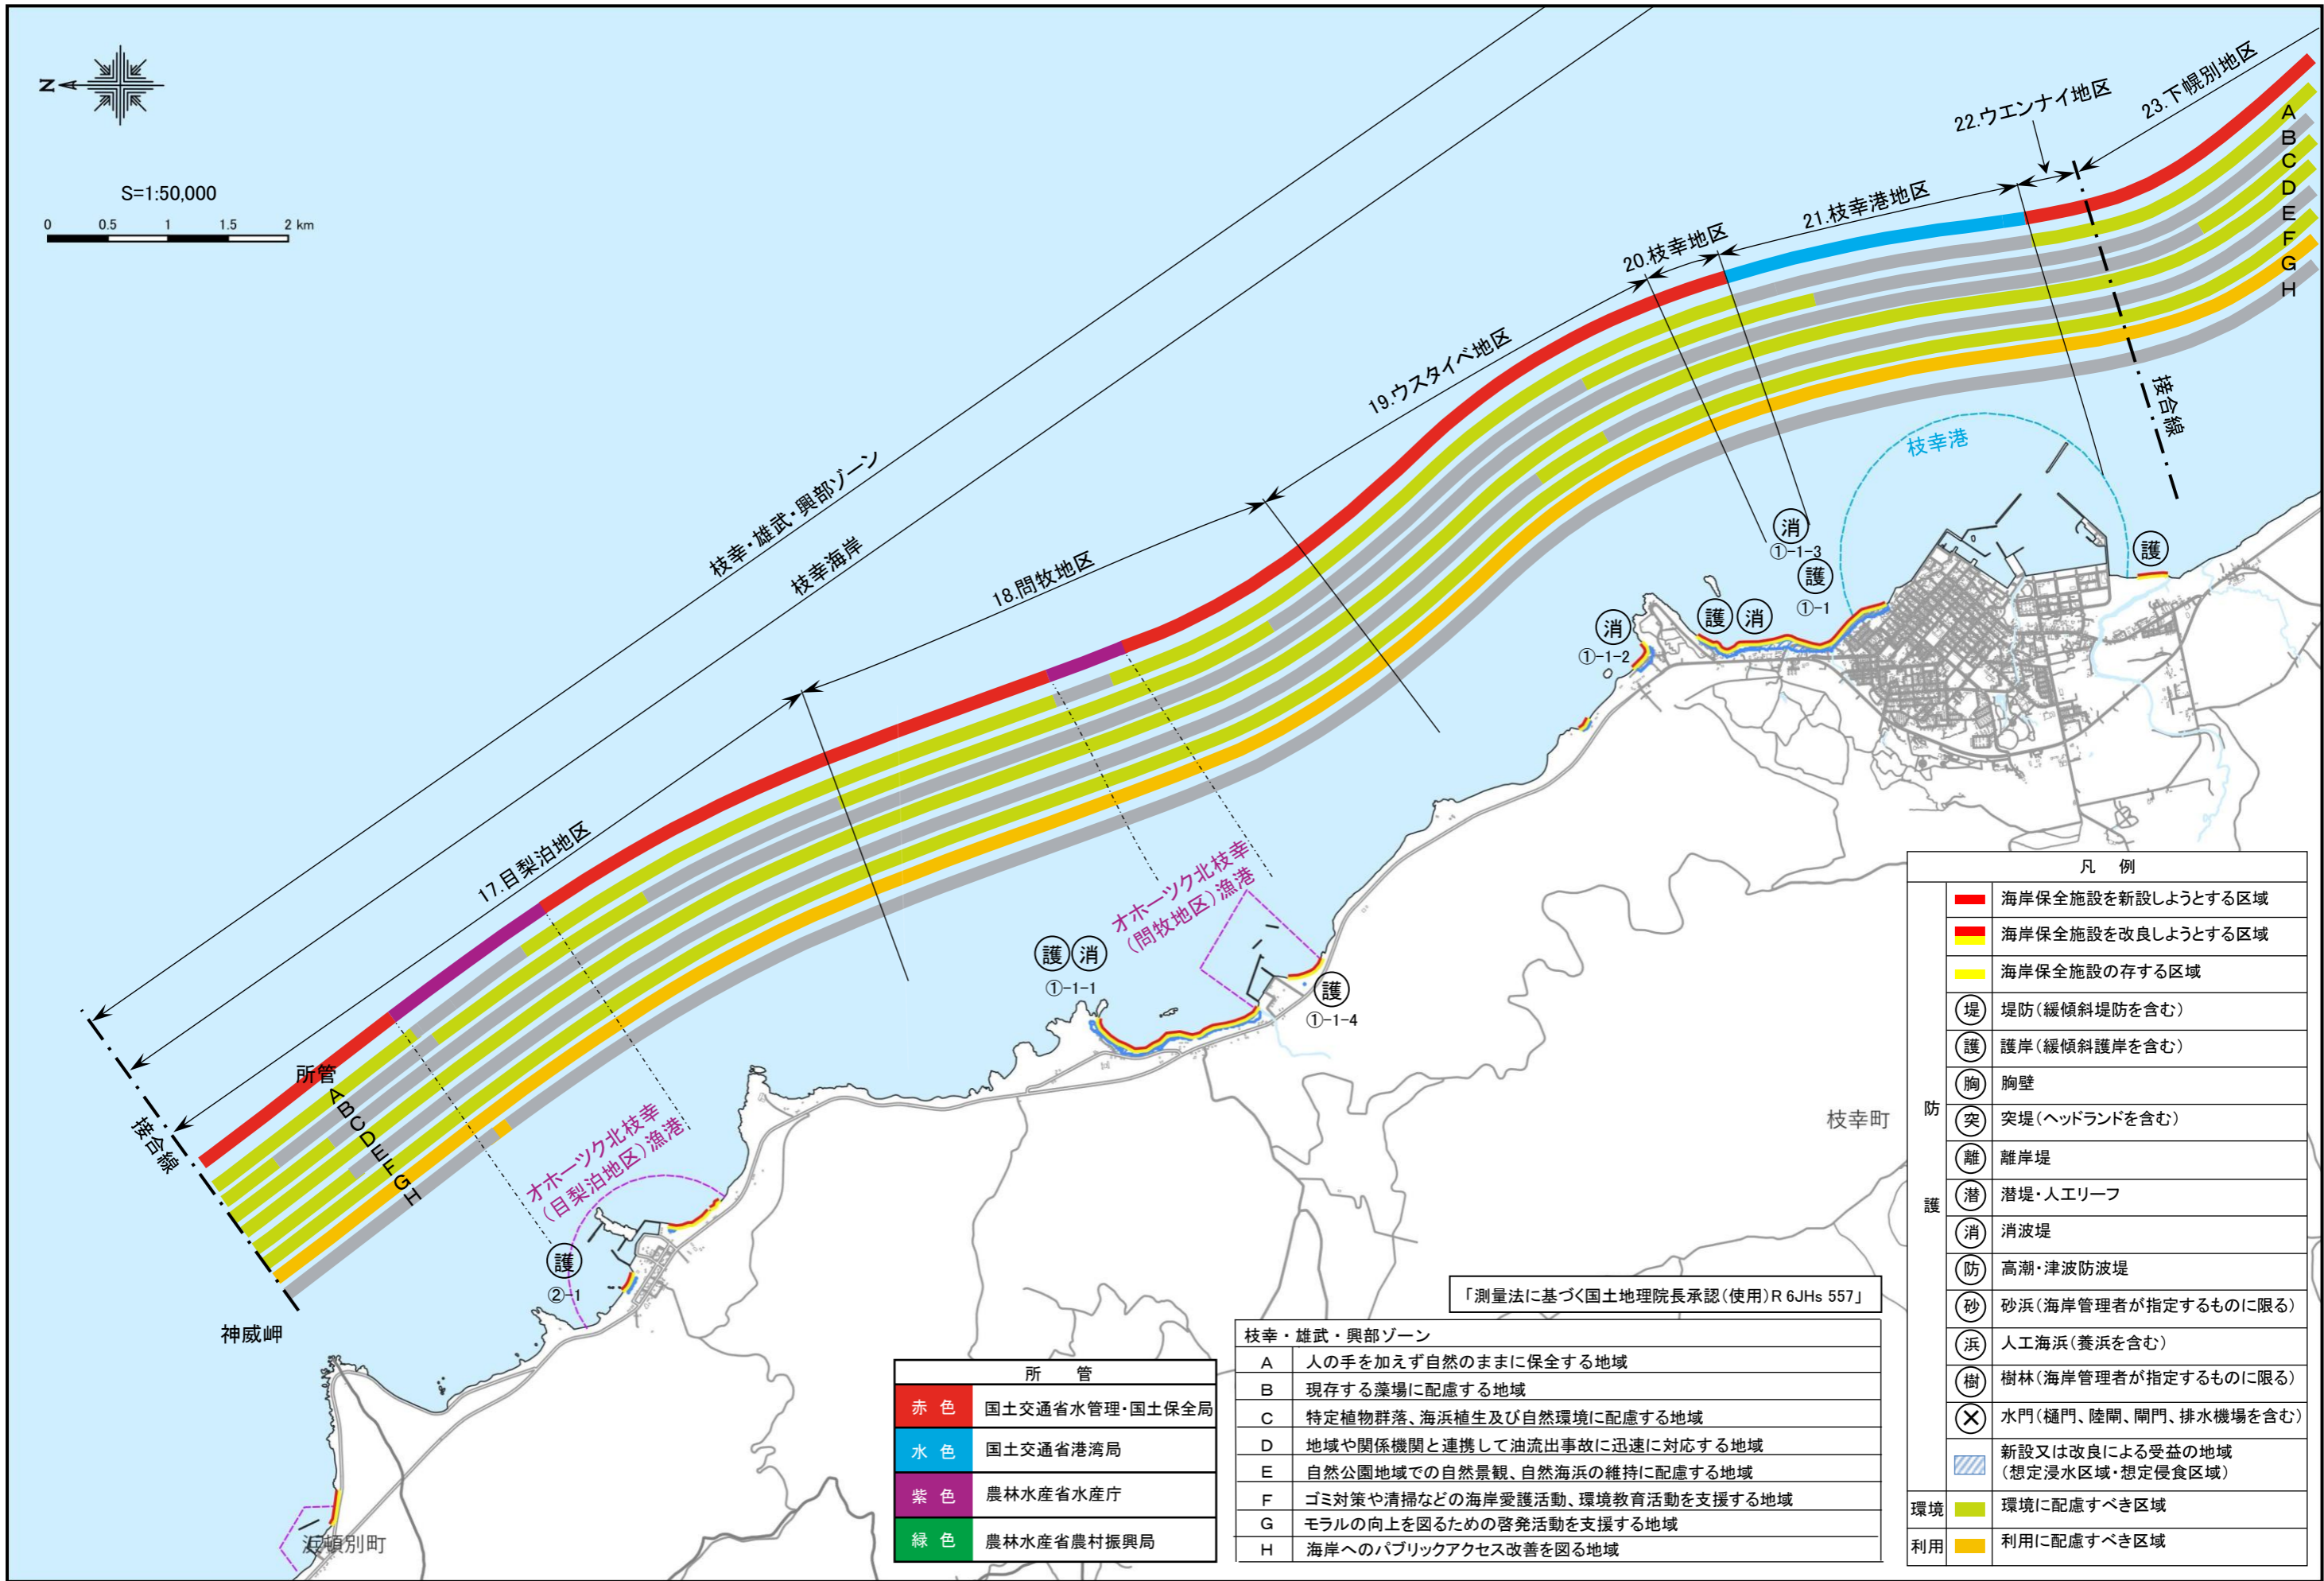 N
S=1:50,000
0 0.5 1 1.5 2 km
枝幸・雄武・興部ゾーン
枝幸海岸
17.目梨泊地区
18.問牧地区
19.ウスタイベ地区
20.枝幸地区
21.枝幸港地区
22.ウエンナイ地区
23.下幌別地区
A
B
C
D
E
F
G
H
接合線
枝幸港
消
①-1-3
護
①-1
護
消
護
消
①-1-2
護 消
①-1-1
オホーツク北枝幸
(問牧地区)漁港
護
①-1-4
所管
A
B
C
D
E
F
G
H
接合線
神威岬
オホーツク北枝幸
(目梨泊地区)漁港
護
②-1
浜頓別町
枝幸町
「測量法に基づく国土地理院長承認(使用)R 6JHs 557」
所 管
赤 色 国土交通省水管理・国土保全局
水 色 国土交通省港湾局
紫 色 農林水産省水産庁
緑 色 農林水産省農村振興局
枝幸・雄武・興部ゾーン
A 人の手を加えず自然のままに保全する地域
B 現存する藻場に配慮する地域
C 特定植物群落、海浜植生及び自然環境に配慮する地域
D 地域や関係機関と連携して油流出事故に迅速に対応する地域
E 自然公園地域での自然景観、自然海浜の維持に配慮する地域
F ゴミ対策や清掃などの海岸愛護活動、環境教育活動を支援する地域
G モラルの向上を図るための啓発活動を支援する地域
H 海岸へのパブリックアクセス改善を図る地域
凡 例
防護
海岸保全施設を新設しようとする区域
海岸保全施設を改良しようとする区域
海岸保全施設の存する区域
堤 堤防(緩傾斜堤防を含む)
護 護岸(緩傾斜護岸を含む)
胸 胸壁
突 突堤(ヘッドランドを含む)
離 離岸堤
潜 潜堤・人工リーフ
消 消波堤
防 高潮・津波防波堤
砂 砂浜(海岸管理者が指定するものに限る)
浜 人工海浜(養浜を含む)
樹 樹林(海岸管理者が指定するものに限る)
水門(樋門、陸閘、閘門、排水機場を含む)
新設又は改良による受益の地域
(想定浸水区域・想定侵食区域)
環境 環境に配慮すべき区域
利用 利用に配慮すべき区域